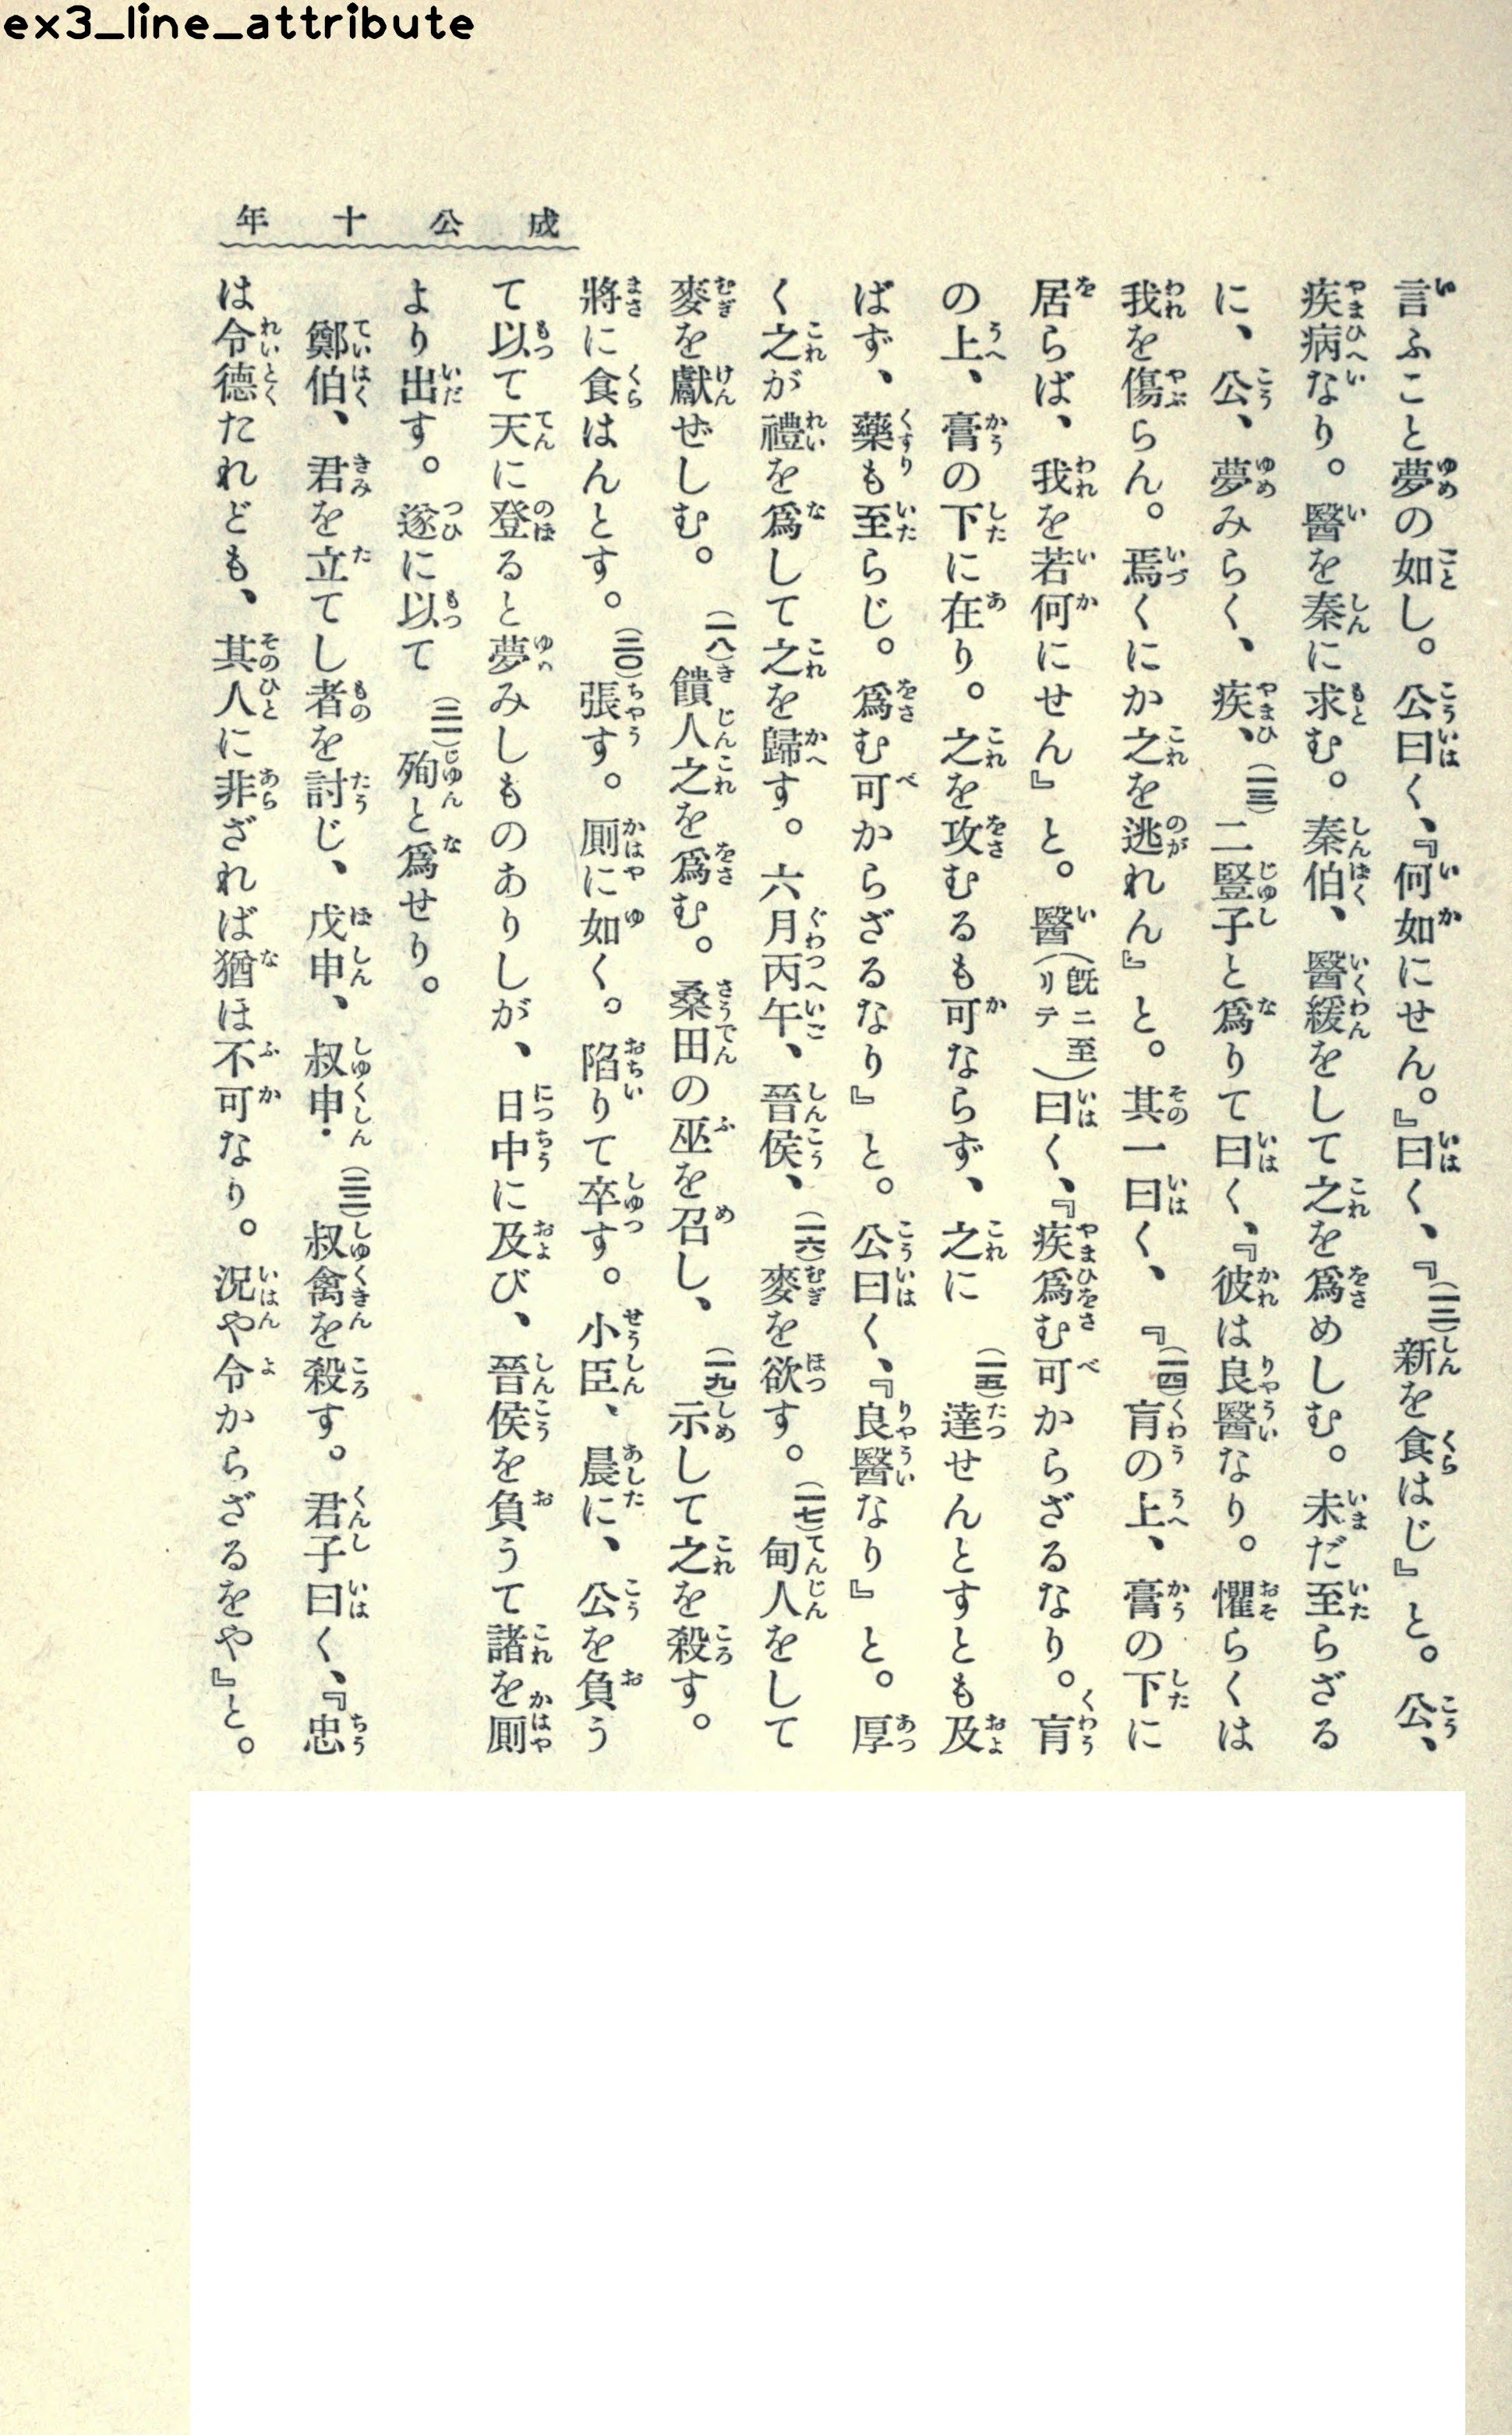 ex3_line_attribute
成公十年
言ふこと夢の如し。公曰く、『何如にせん。』曰く、『(一二)新を食はじ』と。公、
疾病なり。醫を秦に求む。秦伯、醫緩をして之を爲めしむ。未だ至らざる
に、公、夢みらく、疾、(一三)二豎子と爲りて曰く、『彼は良醫なり。懼らくは
我を傷らん。焉くにか之を逃れん』と。其一曰く、『(一四)肓の上、膏の下に
居らば、我を若何にせん』と。醫(既ニ至リテ)曰く、『疾爲む可からざるなり。肓
の上、膏の下に在り。之を攻むるも可ならず、之に(一五)達せんとすとも及
ばず、藥も至らじ。爲む可からざるなり』と。公曰く、『良醫なり』と。厚
く之が禮を爲して之を歸す。六月丙午、晉侯、(一六)麥を欲す。(一七)甸人をして
麥を獻ぜしむ。(一八)饋人之を爲む。桑田の巫を召し、(一九)示して之を殺す。
將に食はんとす。(二〇)張す。厠に如く。陷りて卒す。小臣、晨に、公を負う
て以て天に登ると夢みしものありしが、日中に及び、晉侯を負うて諸を厠
より出す。遂に以て(二一)殉と爲せり。
鄭伯、君を立てし者を討じ、戊申、叔申・(二二)叔禽を殺す。君子曰く、『忠
は令德たれども、其人に非ざれば猶ほ不可なり。況や令からざるをや』と。